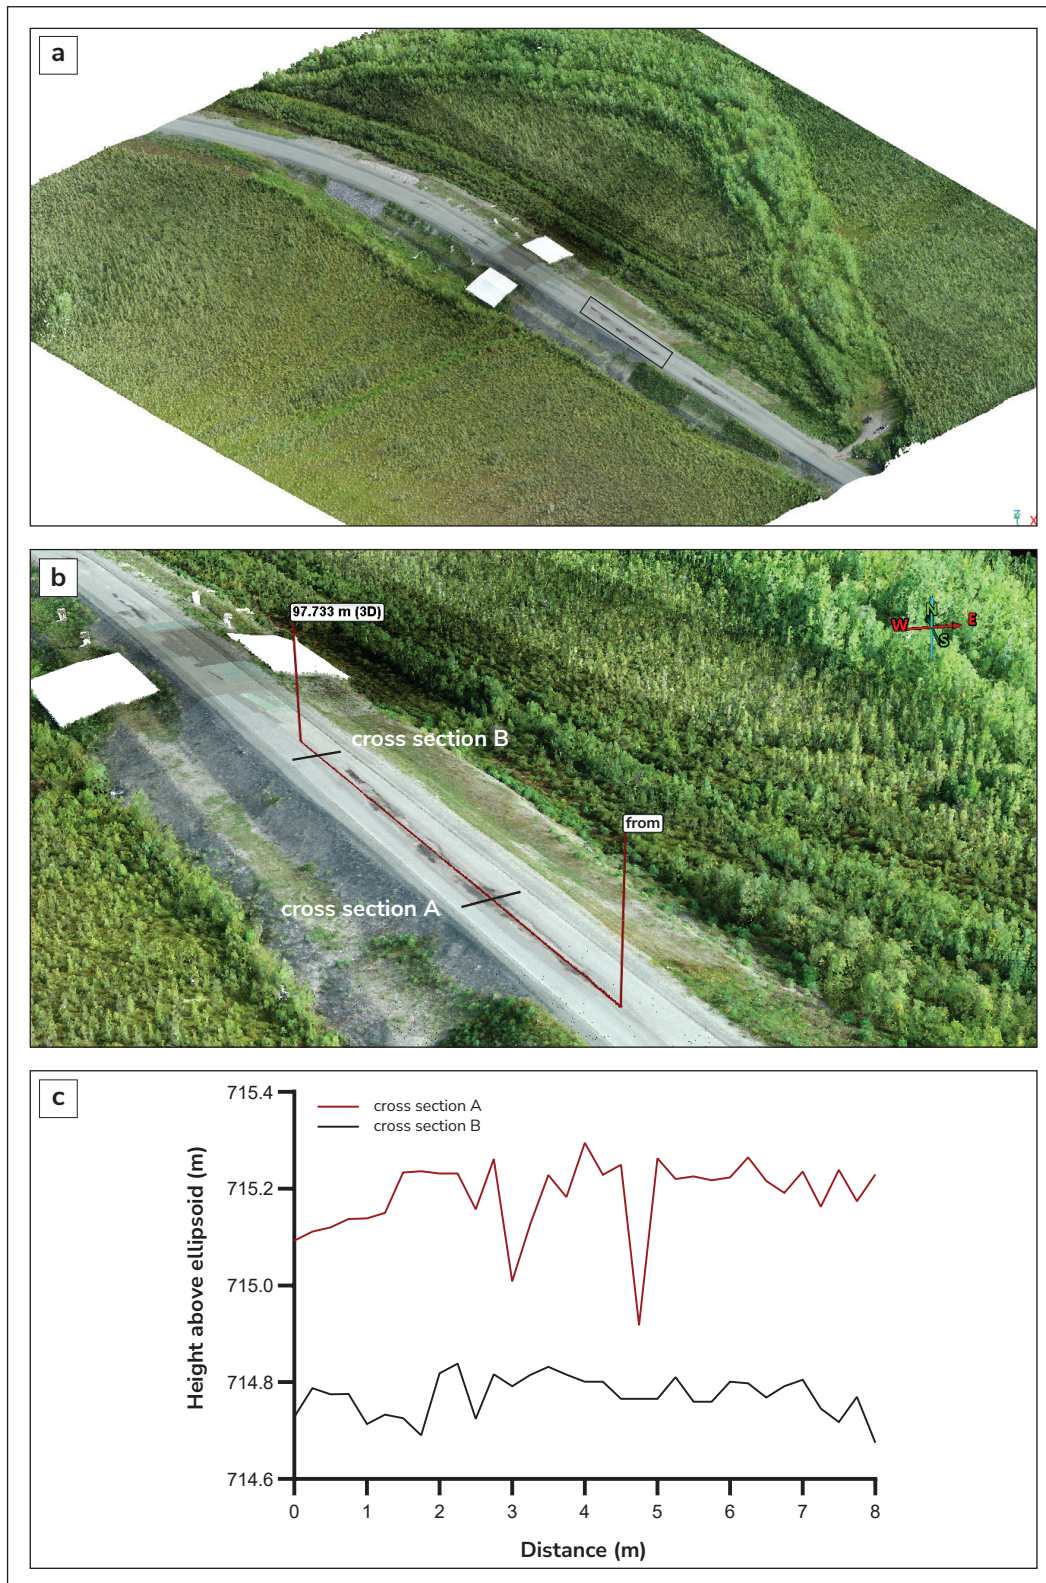 a
Z X
b
97.733 m (3D)
N
W E
S
cross section B
from
cross section A
c
715.4
715.2
715.0
714.8
714.6
cross section A
cross section B
Height above ellipsoid (m)
0 1 2 3 4 5 6 7 8
Distance (m)